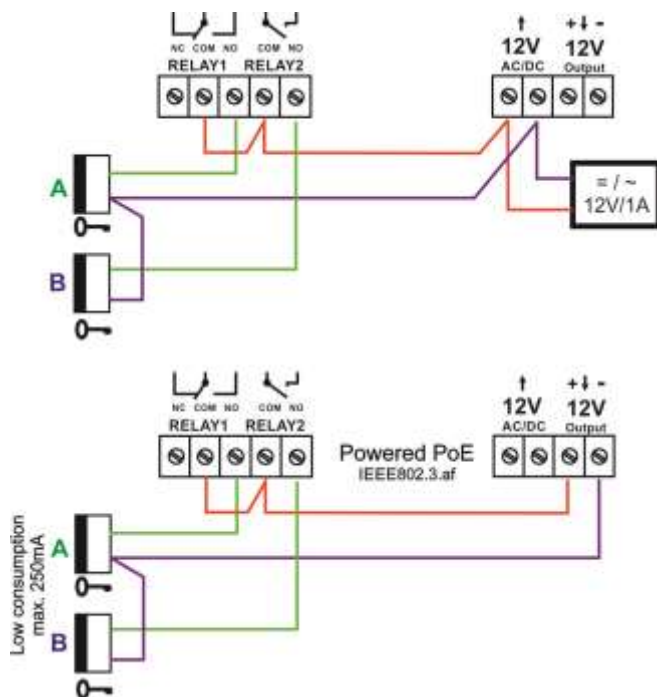 NC COM NO COM NO
RELAY1 RELAY2
12V
AC/DC
+ -
12V
Output
A
B
= / ~
12V/1A
NC COM NO COM NO
RELAY1 RELAY2
Powered PoE
IEEE802.3.af
12V
AC/DC
+ -
12V
Output
Low consumption
max. 250mA
A
B